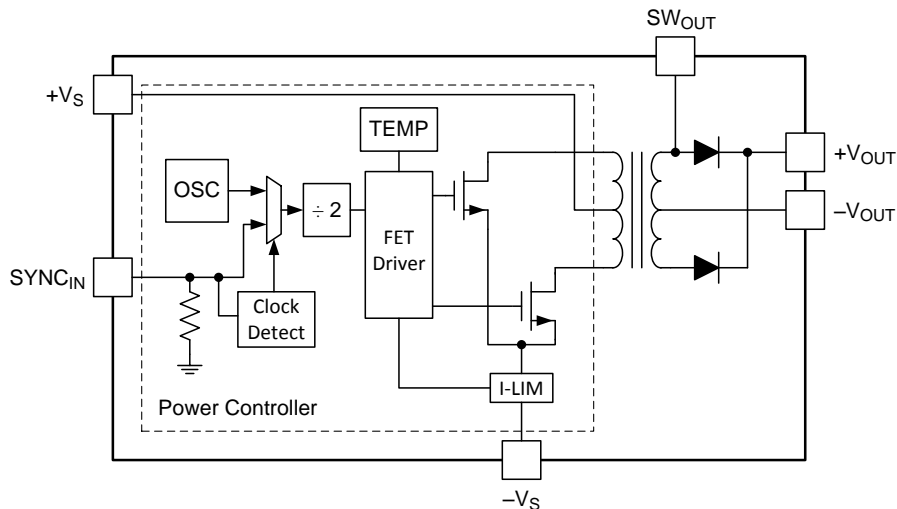 SW_OUT
+V_S
TEMP
+V_OUT
OSC
÷ 2
–V_OUT
FET
Driver
SYNC_IN
Clock
Detect
I-LIM
Power Controller
–V_S